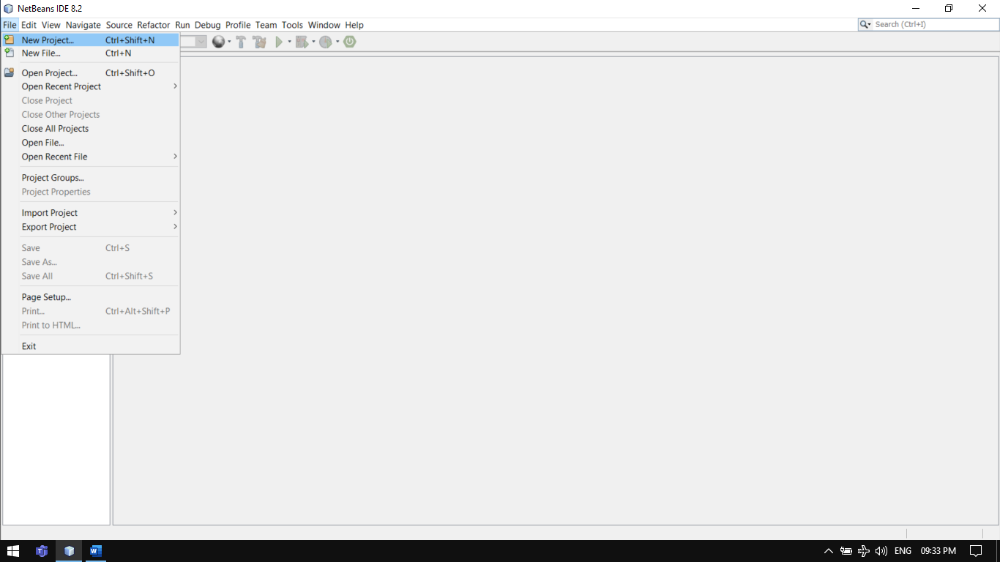 NetBeans IDE 8.2
File Edit View Navigate Source Refactor Run Debug Profile Team Tools Window Help
Search (Ctrl+I)
New Project... Ctrl+Shift+N
New File... Ctrl+N
Open Project... Ctrl+Shift+O
Open Recent Project
Close Project
Close Other Projects
Close All Projects
Open File...
Open Recent File
Project Groups...
Project Properties
Import Project
Export Project
Save Ctrl+S
Save As...
Save All Ctrl+Shift+S
Page Setup...
Print... Ctrl+Alt+Shift+P
Print to HTML...
Exit
ENG 09:33 PM